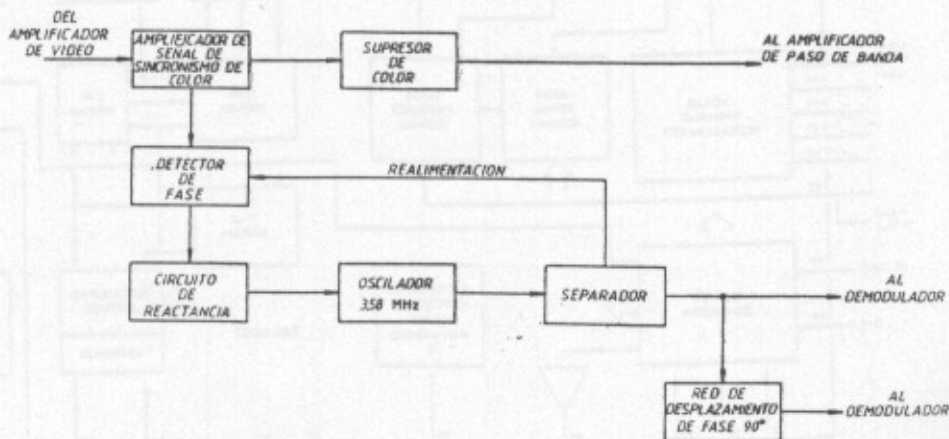 DEL
AMPLIFICADOR
DE VIDEO
AMPLIFICADOR DE
SEÑAL DE
SINCRONISMO DE
COLOR
SUPRESOR
DE
COLOR
AL AMPLIFICADOR
DE PASO DE BANDA
.DETECTOR
DE
FASE
REALIMENTACION
CIRCUITO
DE
REACTANCIA
OSCILADOR
3,58 MHz
SEPARADOR
AL
DEMODULADOR
RED DE
DESPLAZAMIENTO
DE FASE 90°
AL
DEMODULADOR